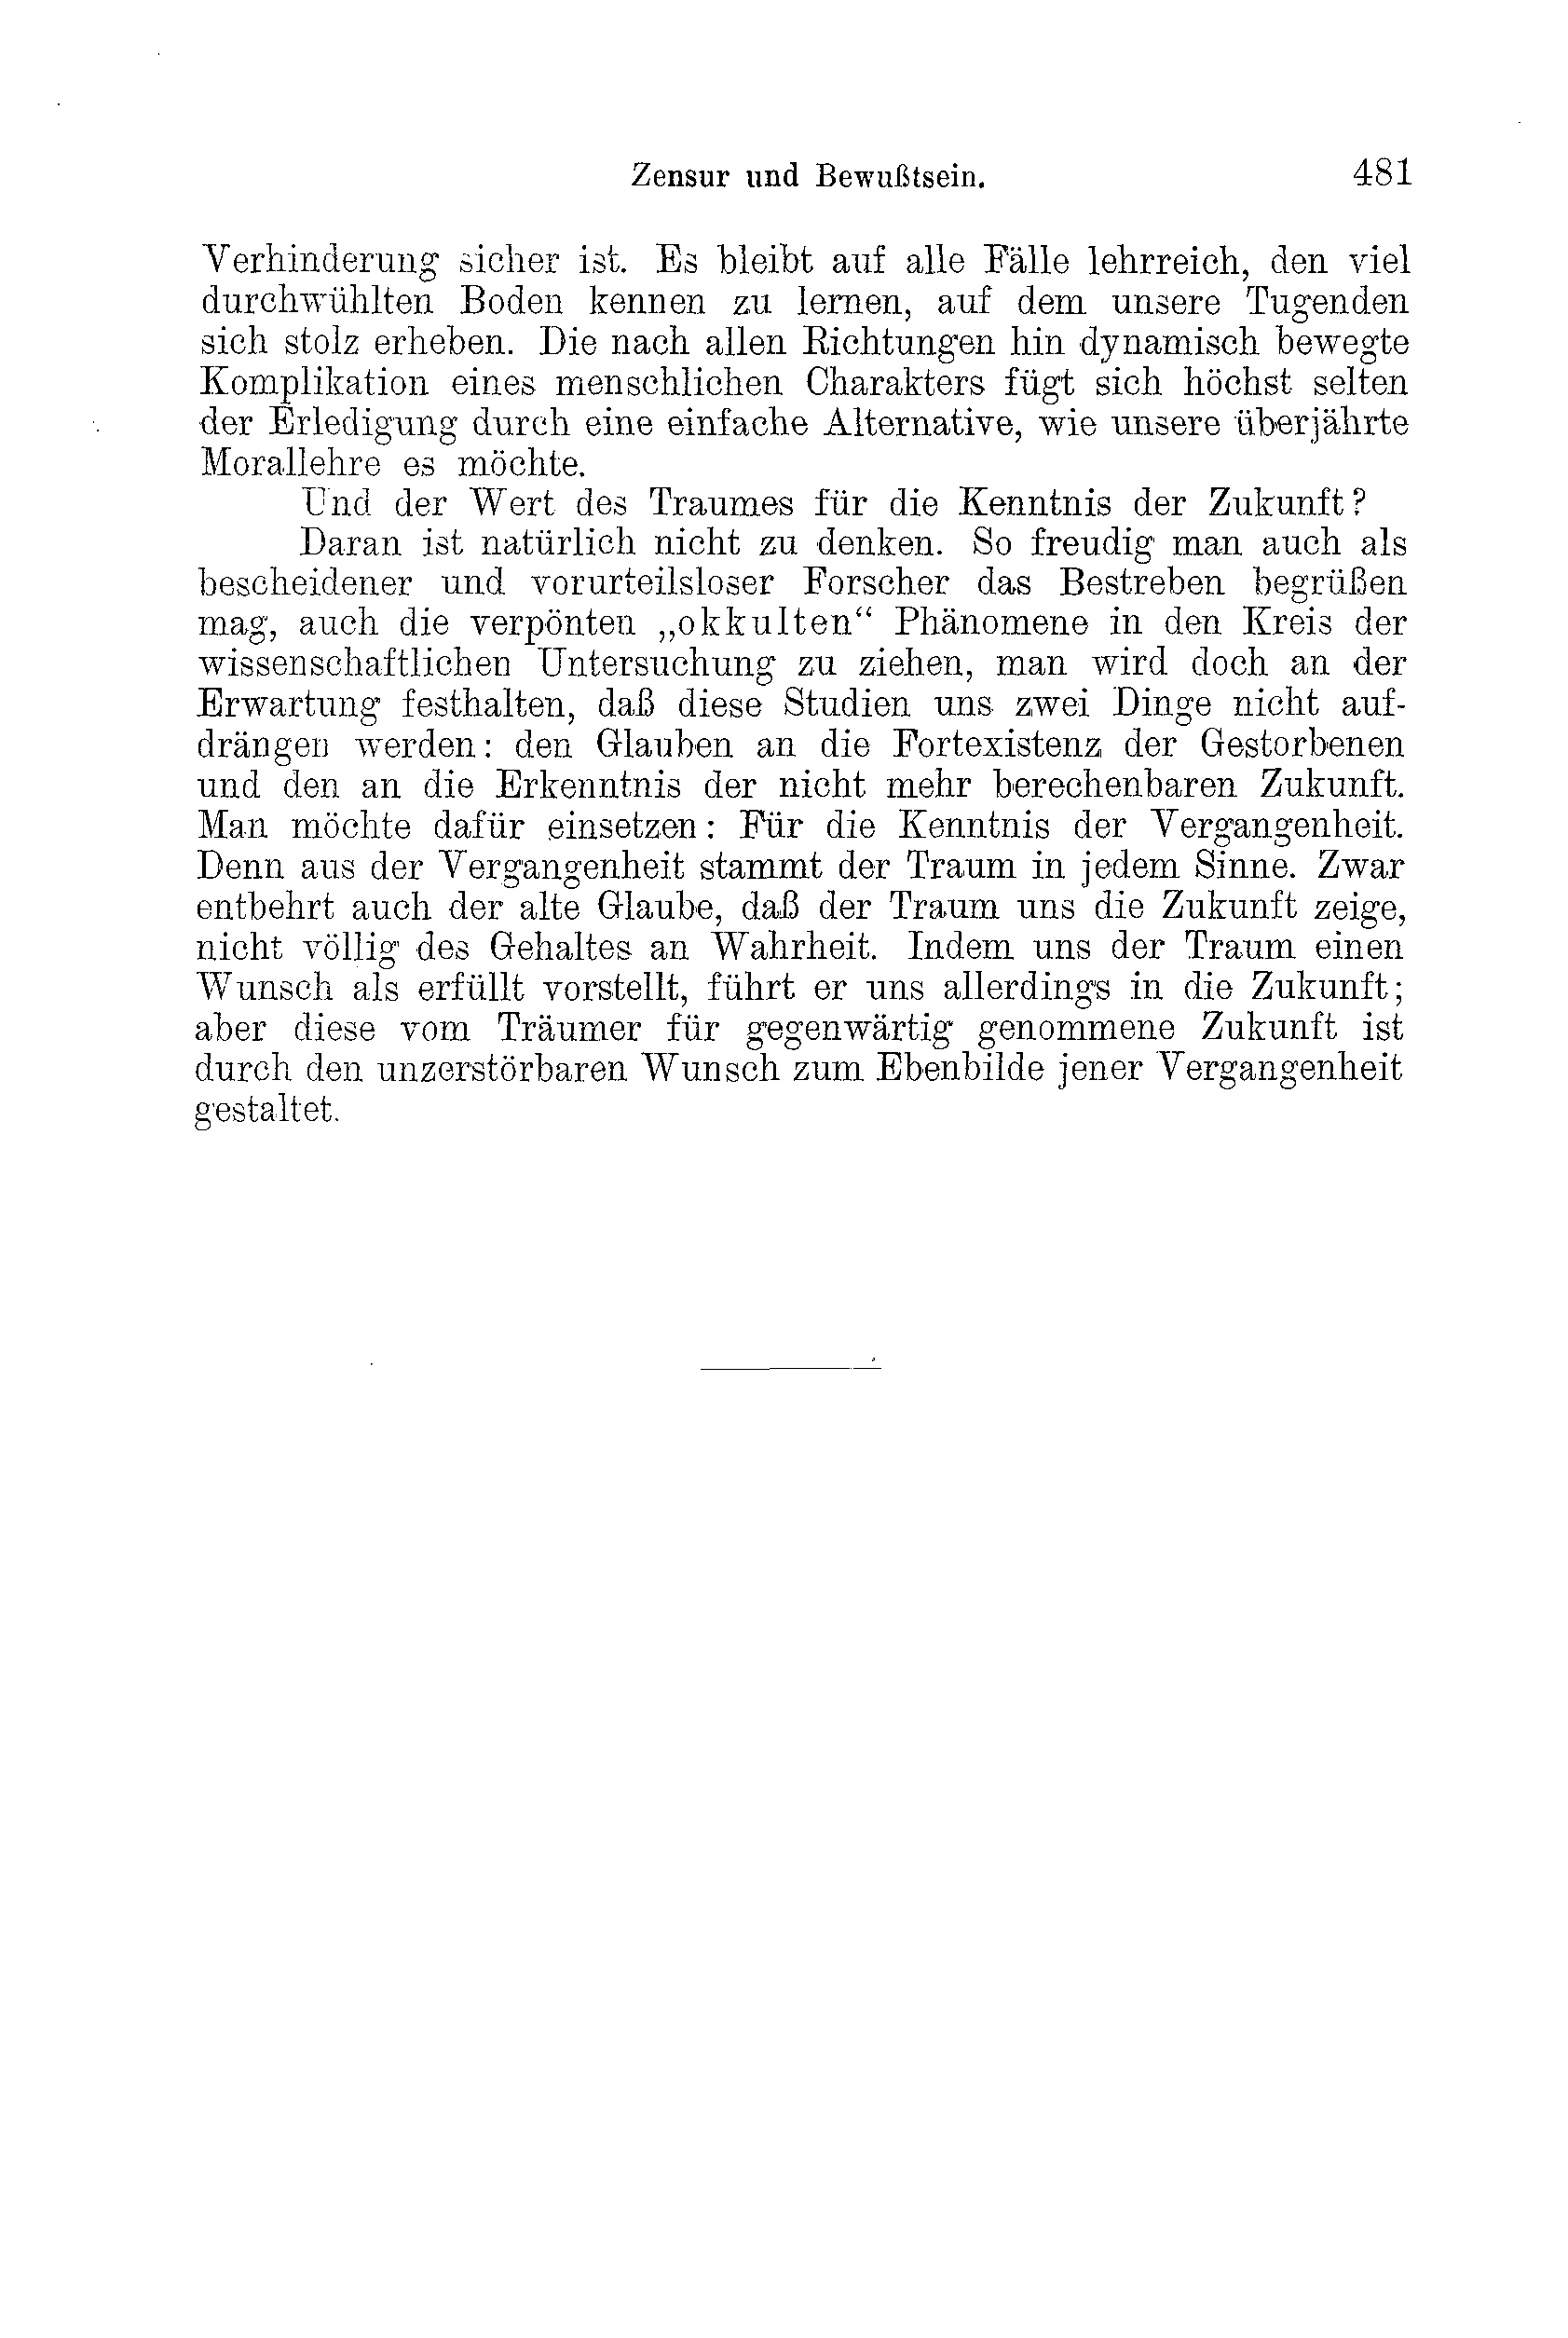 Zensur und Bewußtsein. 481
Verhinderung sicher ist. Es bleibt auf alle Fälle lehrreich, den viel
durchwühlten Boden kennen zu lernen, auf dem unsere Tugenden
sich stolz erheben. Die nach allen Richtungen hin dynamisch bewegte
Komplikation eines menschlichen Charakters fügt sich höchst selten
der Erledigung durch eine einfache Alternative, wie unsere überjährte
Morallehre es möchte.
Und der Wert des Traumes für die Kenntnis der Zukunft?
Daran ist natürlich nicht zu denken. So freudig man auch als
bescheidener und vorurteilsloser Forscher das Bestreben begrüßen
mag, auch die verpönten „okkulten“ Phänomene in den Kreis der
wissenschaftlichen Untersuchung zu ziehen, man wird doch an der
Erwartung festhalten, daß diese Studien uns zwei Dinge nicht auf-
drängen werden: den Glauben an die Fortexistenz der Gestorbenen
und den an die Erkenntnis der nicht mehr berechenbaren Zukunft.
Man möchte dafür einsetzen: Für die Kenntnis der Vergangenheit.
Denn aus der Vergangenheit stammt der Traum in jedem Sinne. Zwar
entbehrt auch der alte Glaube, daß der Traum uns die Zukunft zeige,
nicht völlig des Gehaltes an Wahrheit. Indem uns der Traum einen
Wunsch als erfüllt vorstellt, führt er uns allerdings in die Zukunft;
aber diese vom Träumer für gegenwärtig genommene Zukunft ist
durch den unzerstörbaren Wunsch zum Ebenbilde jener Vergangenheit
gestaltet.